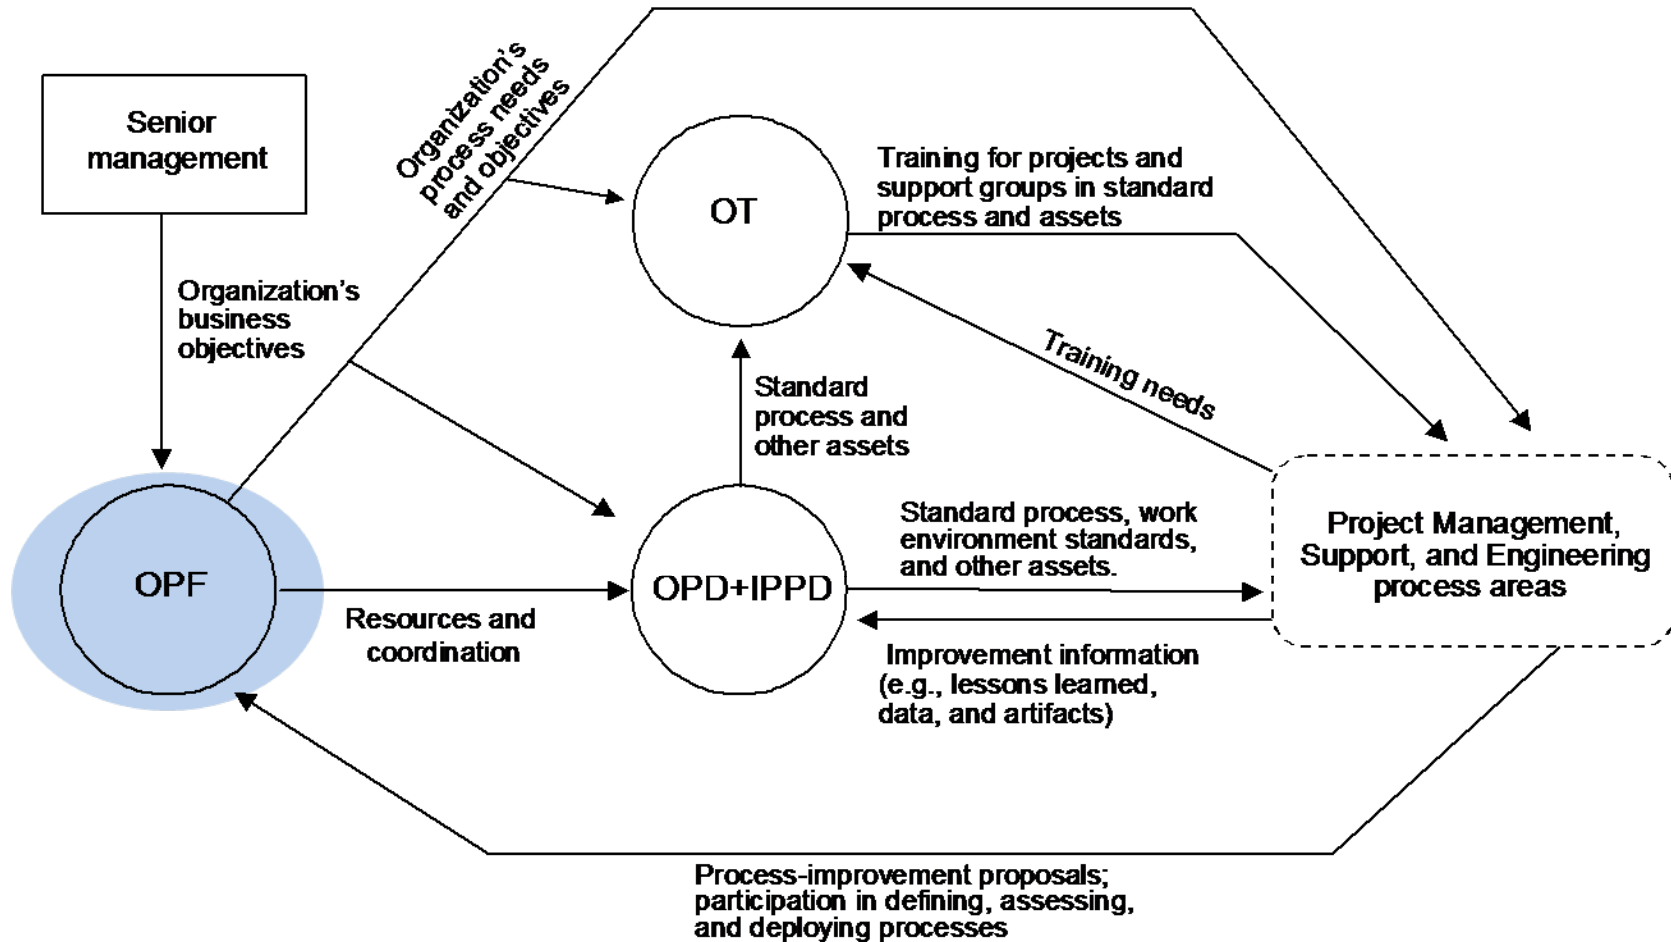 Senior
management
Organization’s
business
objectives
Organization’s
process needs
and objectives
OT
Training for projects and
support groups in standard
process and assets
Training needs
Standard
process and
other assets
OPF
Resources and
coordination
OPD+IPPD
Standard process, work
environment standards,
and other assets.
Improvement information
(e.g., lessons learned,
data, and artifacts)
Project Management,
Support, and Engineering
process areas
Process-improvement proposals;
participation in defining, assessing,
and deploying processes